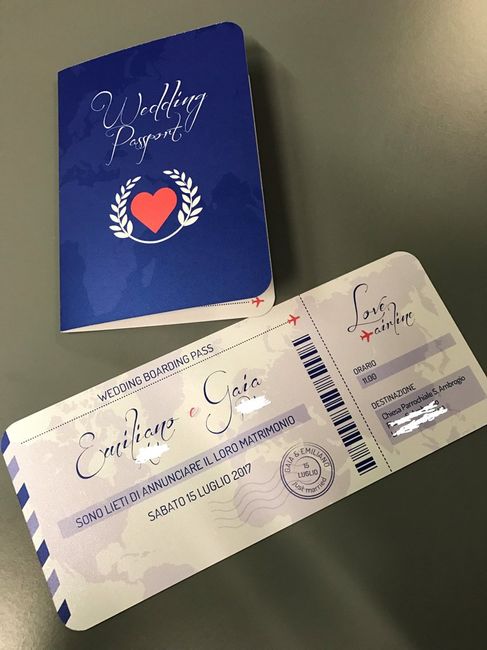 Wedding
Passport
WEDDING BOARDING PASS
Emiliano e Gaia
SONO LIETI DI ANNUNCIARE IL LORO MATRIMONIO
SABATO 15 LUGLIO 2017
GAIA & EMILIANO
15
LUGLIO
just married
Love
airline
ORARIO
11.00
DESTINAZIONE
Chiesa Parrochiale S. Ambrogio